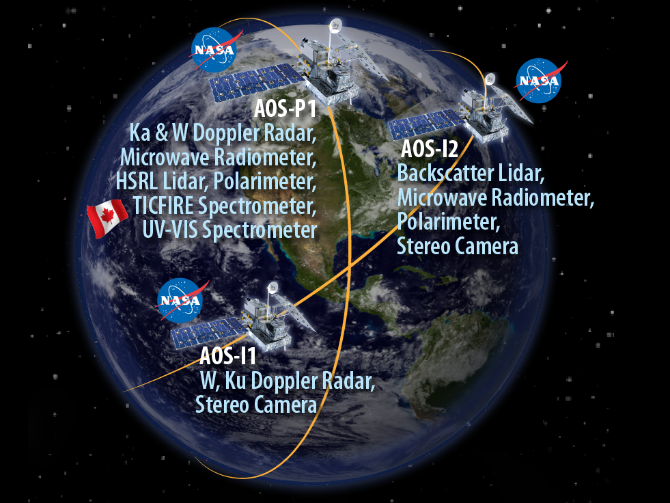 NASA
NASA
AOS-P1
Ka & W Doppler Radar,
Microwave Radiometer,
HSRL Lidar, Polarimeter,
TICFIRE Spectrometer,
UV-VIS Spectrometer
AOS-I2
Backscatter Lidar,
Microwave Radiometer,
Polarimeter,
Stereo Camera
NASA
AOS-I1
W, Ku Doppler Radar,
Stereo Camera